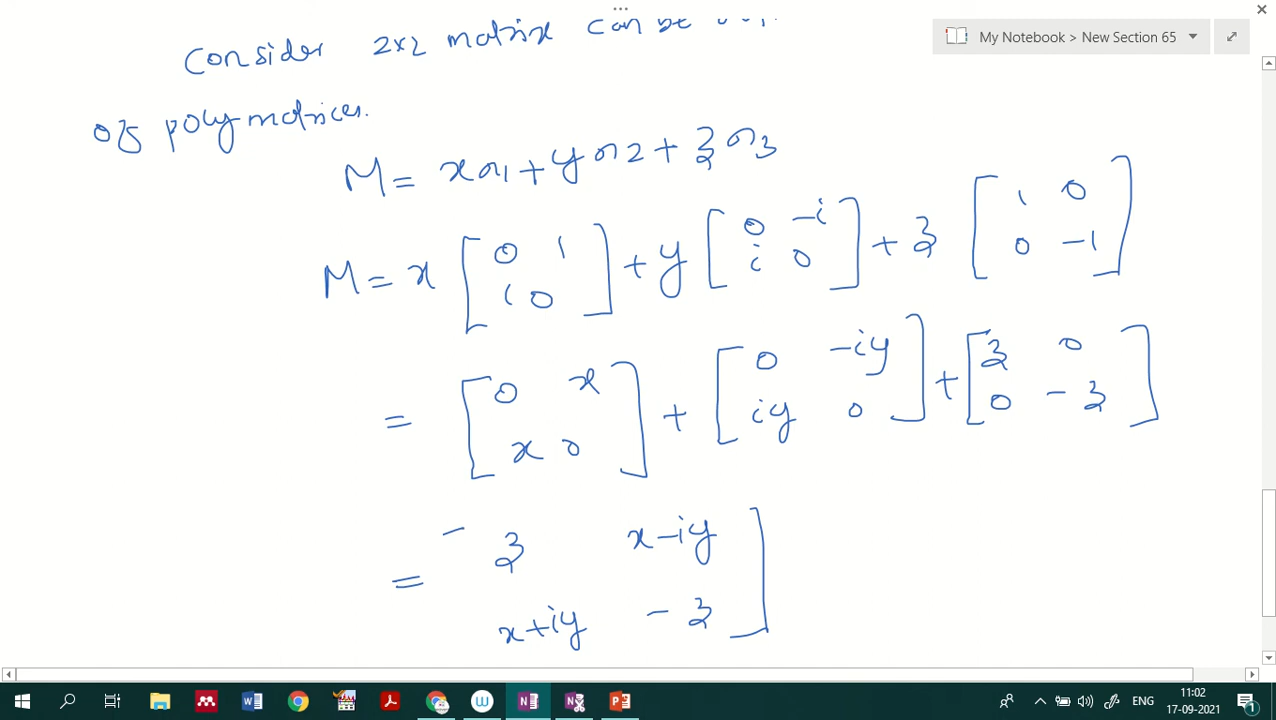 ...
My Notebook > New Section 65
Consider 2x2 matrix can be
of polymatrices.
M = xσ1 + yσ2 + zσ3
M = x [0 1; 1 0] + y [0 -i; i 0] + z [1 0; 0 -1]
= [0 x; x 0] + [0 -iy; iy 0] + [z 0; 0 -z]
= z x-iy
x+iy -z ]
ENG
11:02
17-09-2021
1